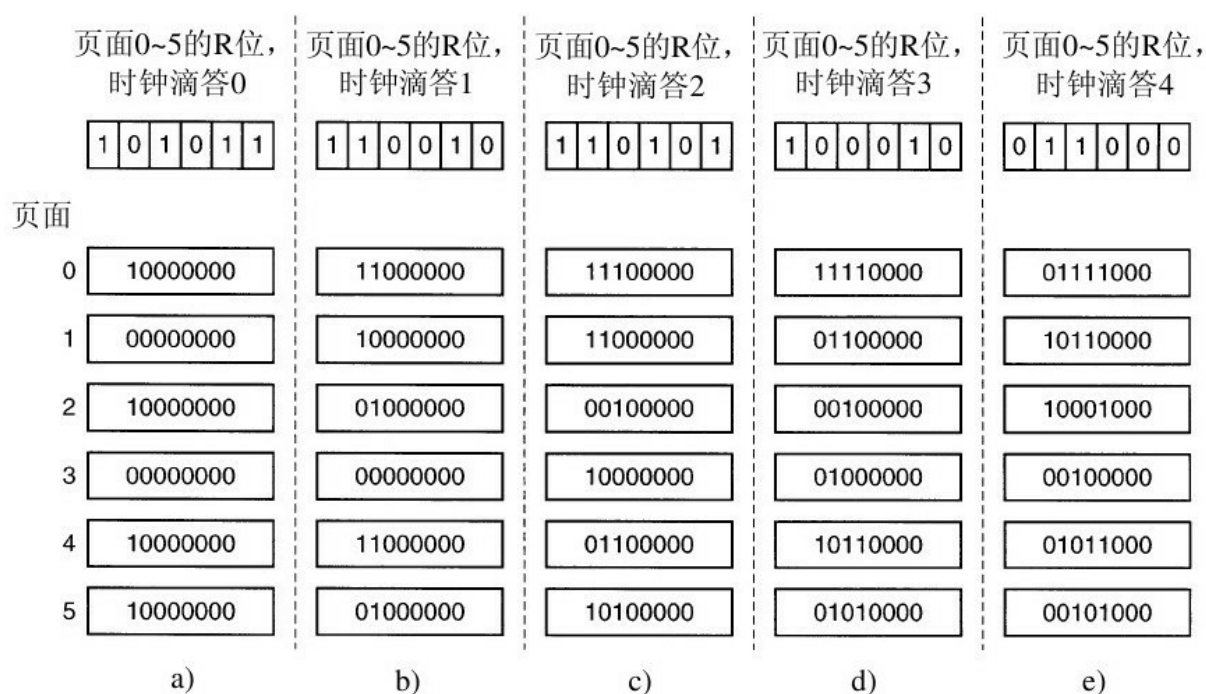 页面0~5的R位， 页面0~5的R位， 页面0~5的R位， 页面0~5的R位， 页面0~5的R位，
时钟滴答0 时钟滴答1 时钟滴答2 时钟滴答3 时钟滴答4
1 0 1 0 1 1 1 1 0 0 1 0 1 1 0 1 0 1 1 0 0 0 1 0 0 1 1 0 0 0
页面
0 10000000 11000000 11100000 11110000 01111000
1 00000000 10000000 11000000 01100000 10110000
2 10000000 01000000 00100000 00100000 10001000
3 00000000 00000000 10000000 01000000 00100000
4 10000000 11000000 01100000 10110000 01011000
5 10000000 01000000 10100000 01010000 00101000
a) b) c) d) e)